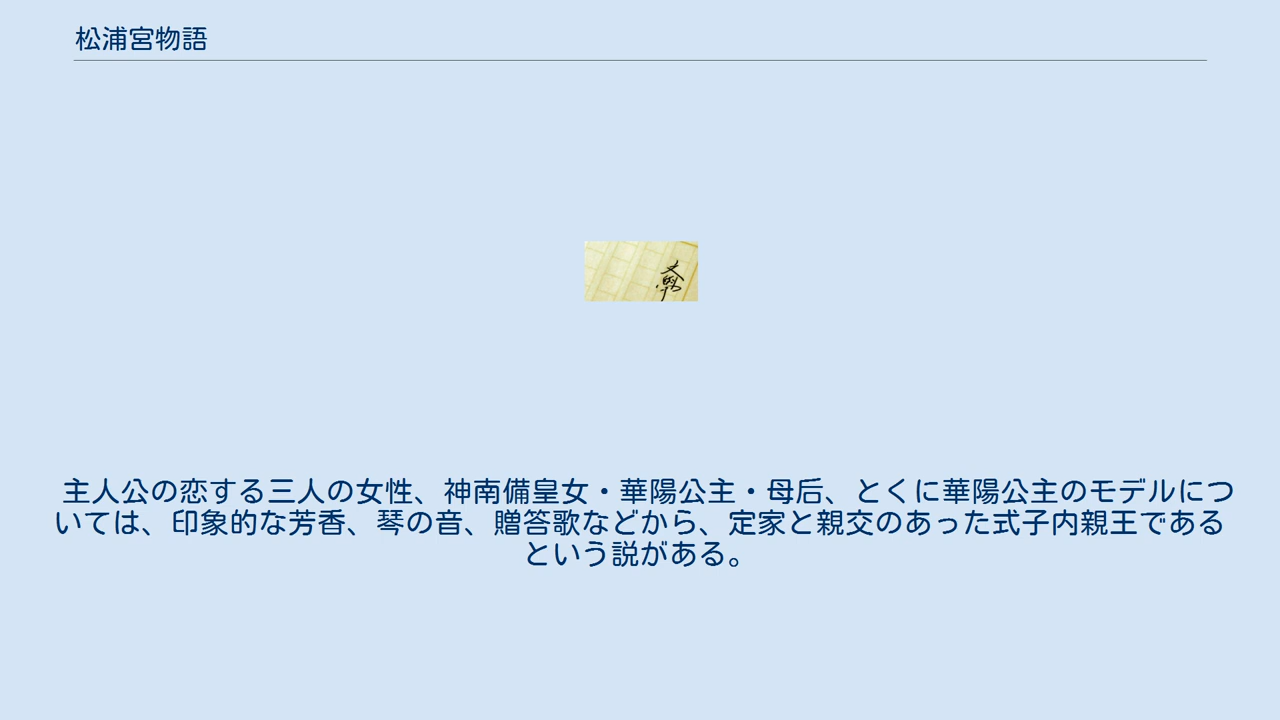 松浦宮物語
主人公の恋する三人の女性、神南備皇女・華陽公主・母后、とくに華陽公主のモデルにつ
いては、印象的な芳香、琴の音、贈答歌などから、定家と親交のあった式子内親王である
という説がある。